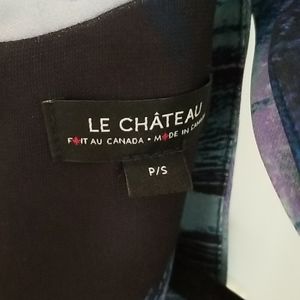 LE CHÂTEAU
FAIT AU CANADA • MADE IN CANADA
P/S